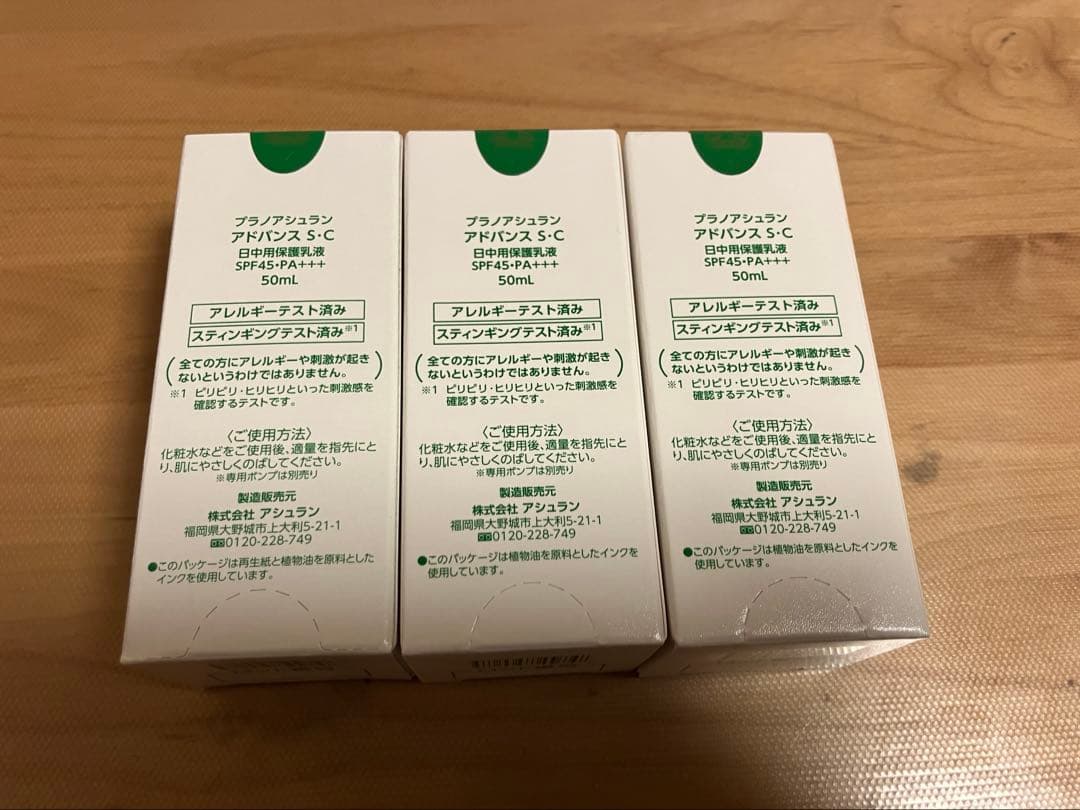 プラノアシュラン
アドバンス S・C
日中用保護乳液
SPF45・PA+++
50mL
アレルギーテスト済み
スティンギングテスト済み※1
(全ての方にアレルギーや刺激が起き
ないというわけではありません。)
※1 ピリピリ・ヒリヒリといった刺激感を
確認するテストです。
〈ご使用方法〉
化粧水などをご使用後、適量を指先にと
り、肌にやさしくのばしてください。
※専用ポンプは別売り
製造販売元
株式会社 アシュラン
福岡県大野城市上大利5-21-1
0120-228-749
●このパッケージは再生紙と植物油を原料とした
インクを使用しています。
プラノアシュラン
アドバンス S・C
日中用保護乳液
SPF45・PA+++
50mL
アレルギーテスト済み
スティンギングテスト済み※1
(全ての方にアレルギーや刺激が起き
ないというわけではありません。)
※1 ピリピリ・ヒリヒリといった刺激感を
確認するテストです。
〈ご使用方法〉
化粧水などをご使用後、適量を指先にと
り、肌にやさしくのばしてください。
※専用ポンプは別売り
製造販売元
株式会社 アシュラン
福岡県大野城市上大利5-21-1
0120-228-749
●このパッケージは植物油を原料としたインクを
使用しています。
プラノアシュラン
アドバンス S・C
日中用保護乳液
SPF45・PA+++
50mL
アレルギーテスト済み
スティンギングテスト済み※1
(全ての方にアレルギーや刺激が起き
ないというわけではありません。)
※1 ピリピリ・ヒリヒリといった刺激感を
確認するテストです。
〈ご使用方法〉
化粧水などをご使用後、適量を指先にと
り、肌にやさしくのばしてください。
※専用ポンプは別売り
製造販売元
株式会社 アシュラン
福岡県大野城市上大利5-21-1
0120-228-749
●このパッケージは植物油を原料としたインクを
使用しています。